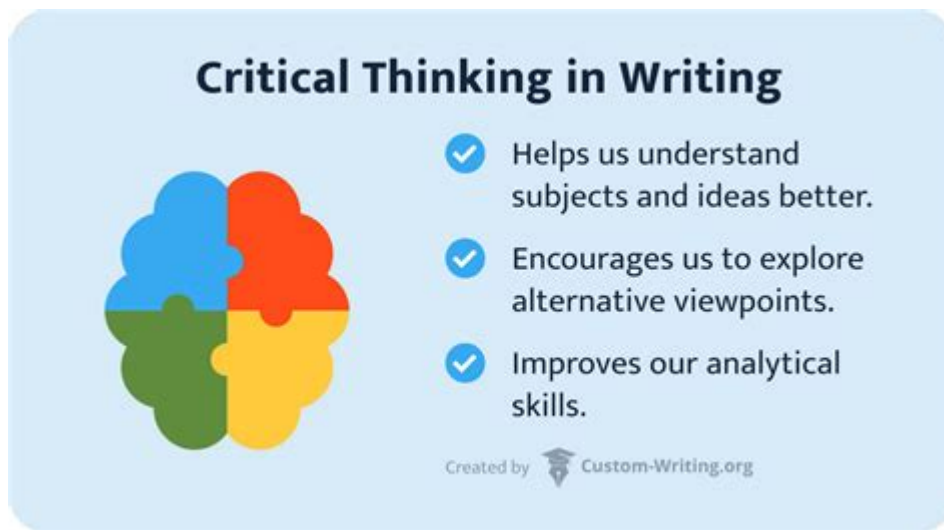 Critical Thinking in Writing
Helps us understand
subjects and ideas better.
Encourages us to explore
alternative viewpoints.
Improves our analytical
skills.
Created by Custom-Writing.org